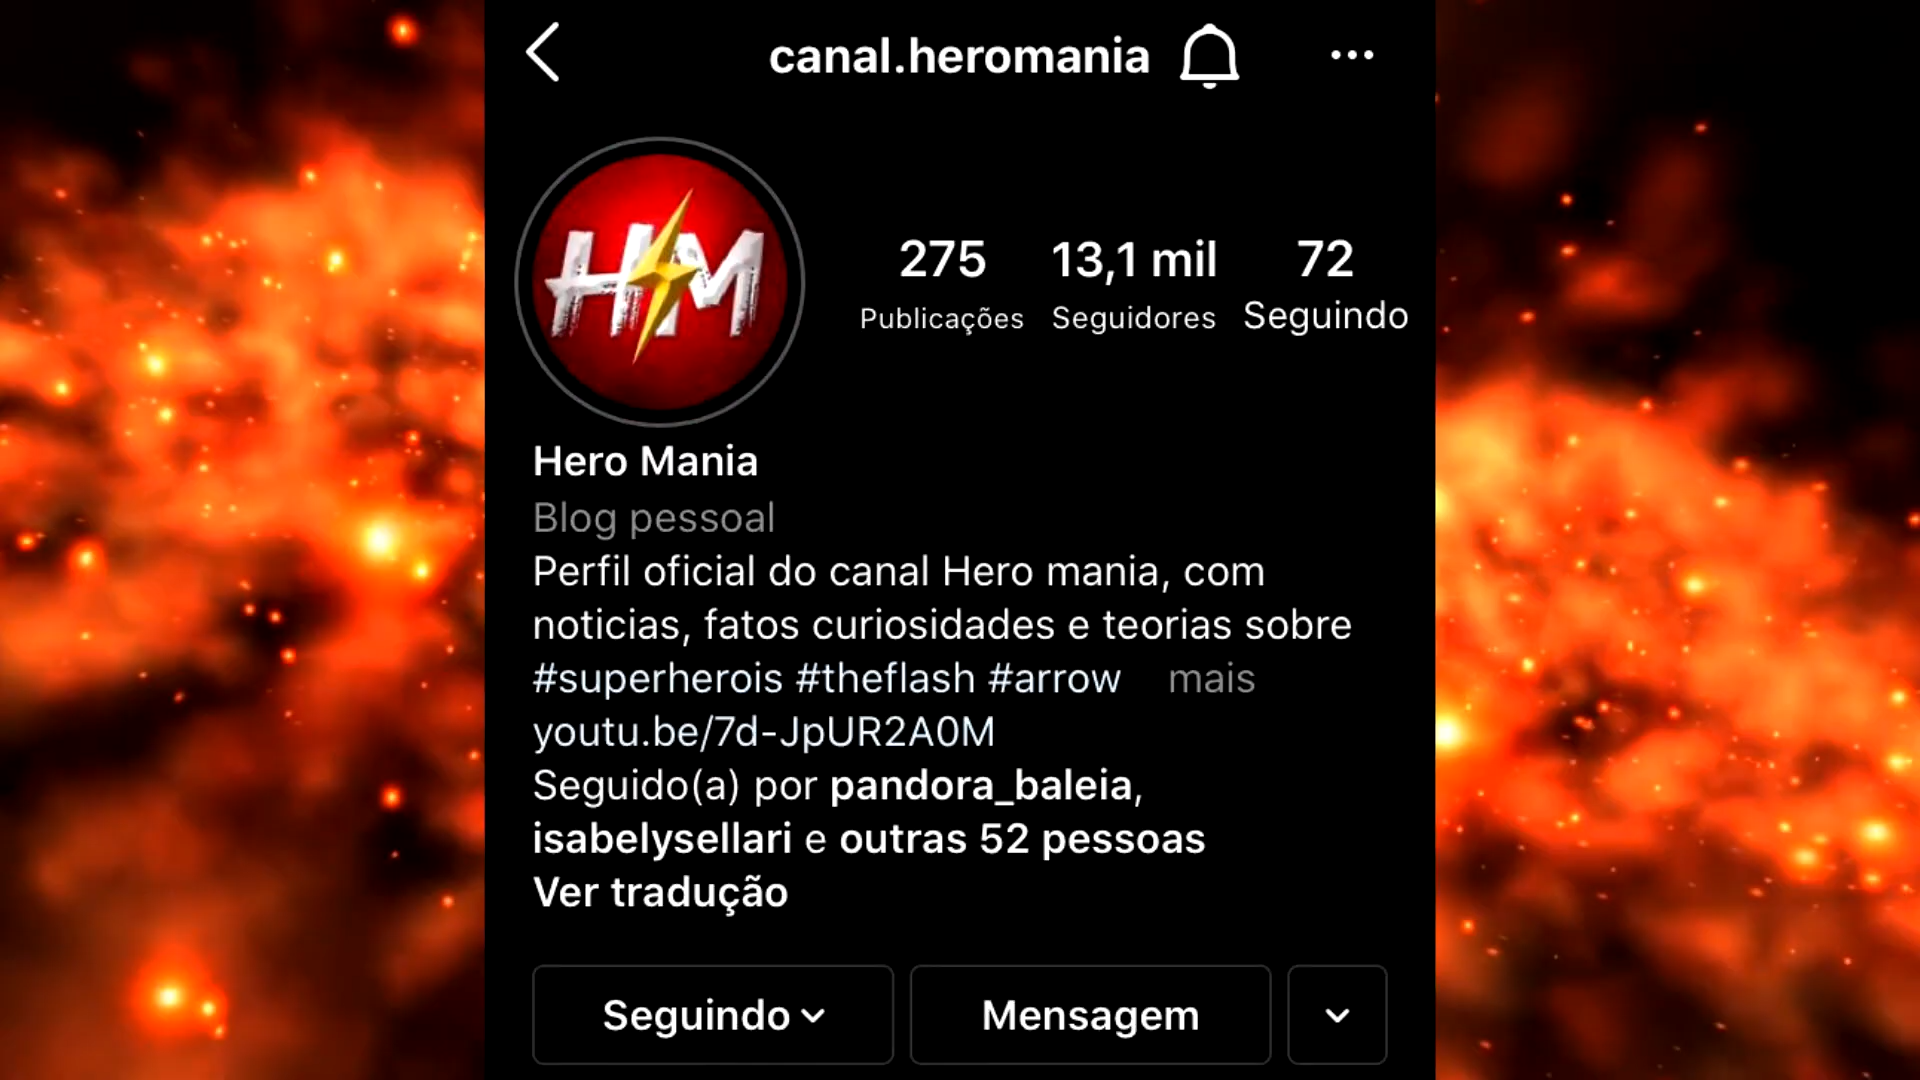 canal.heromania
HM
275 13,1 mil 72
Publicações Seguidores Seguindo
Hero Mania
Blog pessoal
Perfil oficial do canal Hero mania, com
noticias, fatos curiosidades e teorias sobre
#superherois #theflash #arrow mais
youtu.be/7d-JpUR2A0M
Seguido(a) por pandora_baleia,
isabelysellari e outras 52 pessoas
Ver tradução
Seguindo Mensagem